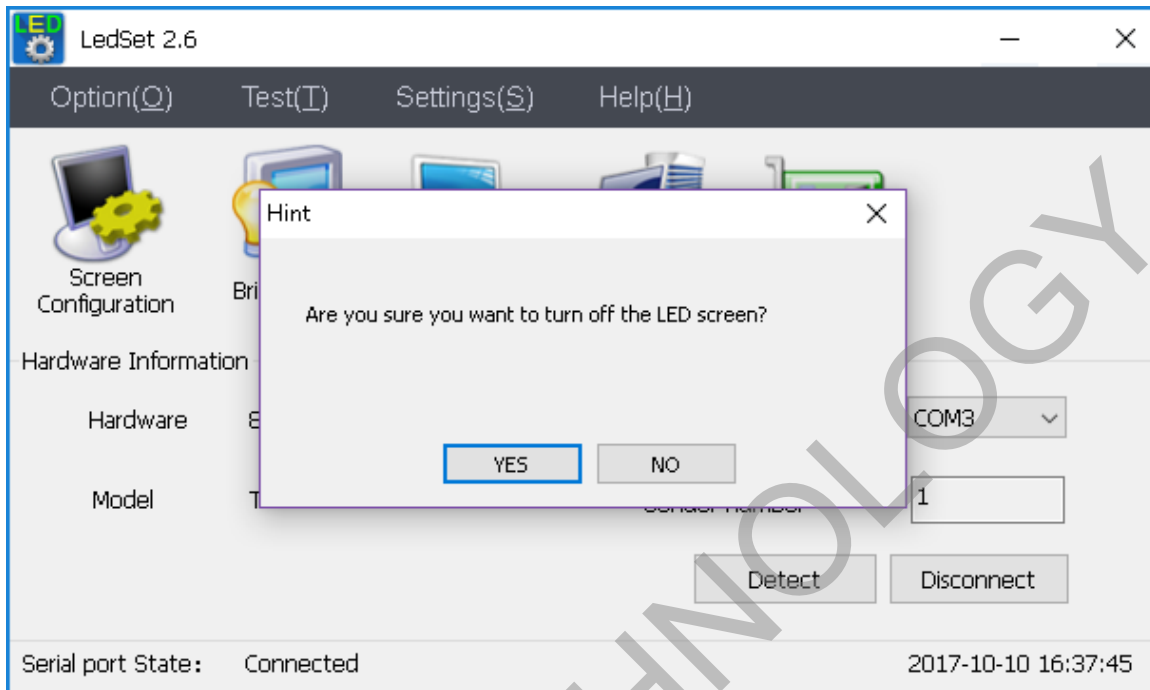 LED
LedSet 2.6
Option(O) Test(T) Settings(S) Help(H)
Screen
Configuration
Hint
Are you sure you want to turn off the LED screen?
YES NO
Hardware Information
Hardware COM3
Model 1
Detect Disconnect
Serial port State: Connected 2017-10-10 16:37:45
HNOLOGY